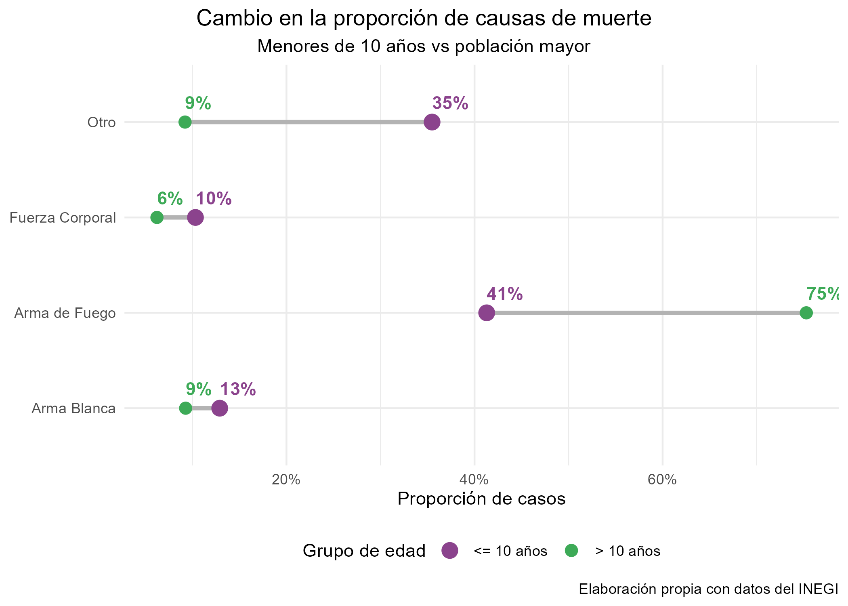 Cambio en la proporción de causas de muerte
Menores de 10 años vs población mayor
Otro
9%
35%
Fuerza Corporal
6%
10%
Arma de Fuego
41%
75%
Arma Blanca
9%
13%
20%
40%
60%
Proporción de casos
Grupo de edad
<= 10 años
> 10 años
Elaboración propia con datos del INEGI